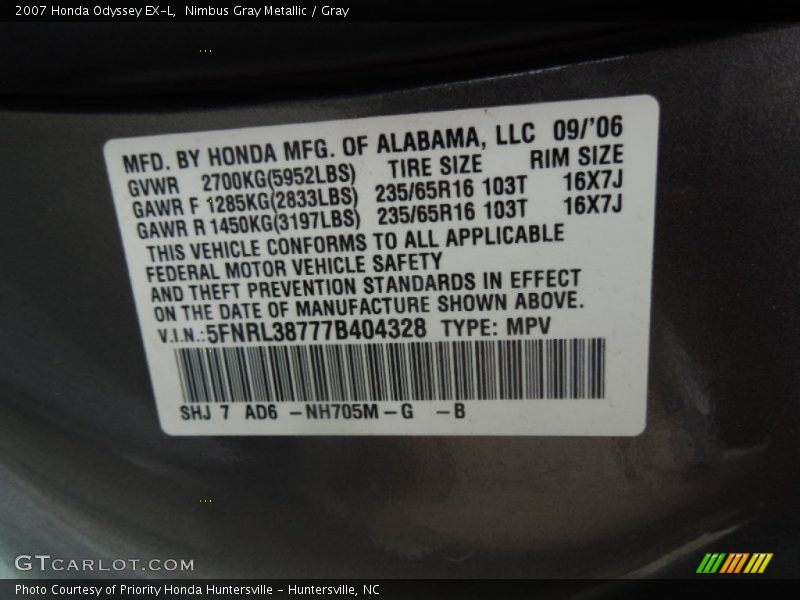 2007 Honda Odyssey EX-L, Nimbus Gray Metallic / Gray
MFD. BY HONDA MFG. OF ALABAMA, LLC 09/'06
GVWR 2700KG(5952LBS) TIRE SIZE RIM SIZE
GAWR F 1285KG(2833LBS) 235/65R16 103T 16X7J
GAWR R 1450KG(3197LBS) 235/65R16 103T 16X7J
THIS VEHICLE CONFORMS TO ALL APPLICABLE
FEDERAL MOTOR VEHICLE SAFETY
AND THEFT PREVENTION STANDARDS IN EFFECT
ON THE DATE OF MANUFACTURE SHOWN ABOVE.
V.I.N.:5FNRL38777B404328 TYPE: MPV
SHJ 7 AD6 -NH705M-G -B
GTCARLOT.COM
Photo Courtesy of Priority Honda Huntersville - Huntersville, NC